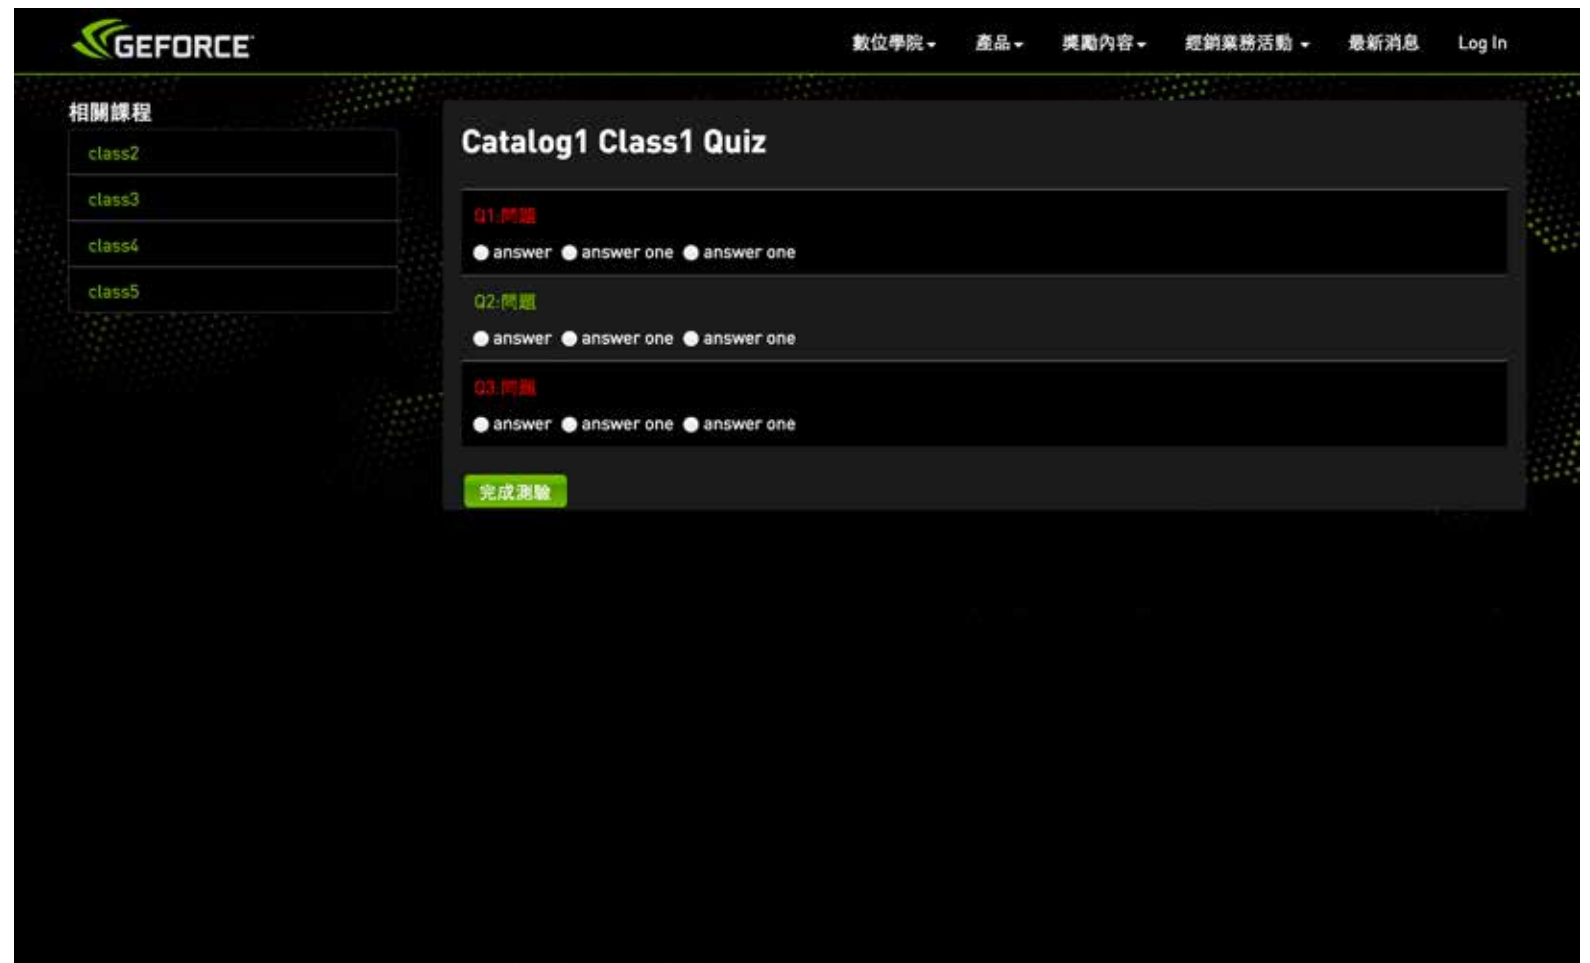 GEFORCE
數位學院 產品 獎勵內容 經銷業務活動 最新消息 Log In
相關課程
class2
class3
class4
class5
Catalog1 Class1 Quiz
Q1:問題
answer answer one answer one
Q2:問題
answer answer one answer one
Q3:問題
answer answer one answer one
完成測驗